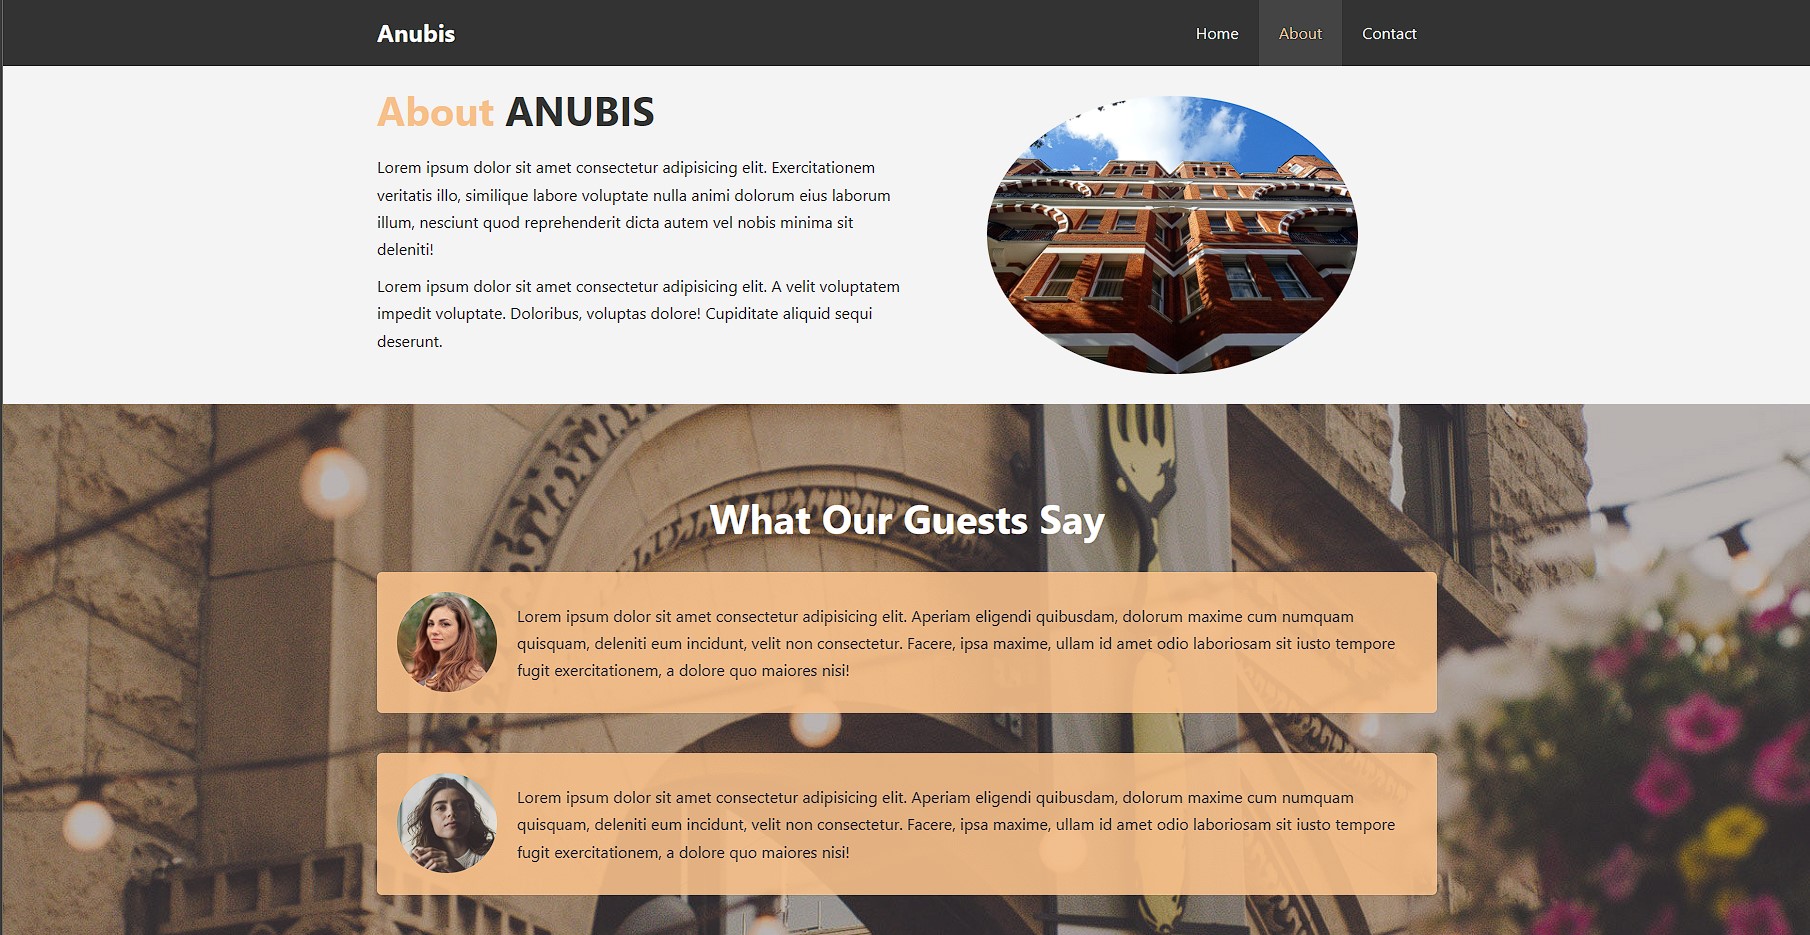 Anubis
Home
About
Contact
About ANUBIS
Lorem ipsum dolor sit amet consectetur adipisicing elit. Exercitationem
veritatis illo, similique labore voluptate nulla animi dolorum eius laborum
illum, nesciunt quod reprehenderit dicta autem vel nobis minima sit
deleniti!
Lorem ipsum dolor sit amet consectetur adipisicing elit. A velit voluptatem
impedit voluptate. Doloribus, voluptas dolore! Cupiditate aliquid sequi
deserunt.
What Our Guests Say
Lorem ipsum dolor sit amet consectetur adipisicing elit. Aperiam eligendi quibusdam, dolorum maxime cum numquam
quisquam, deleniti eum incidunt, velit non consectetur. Facere, ipsa maxime, ullam id amet odio laboriosam sit iusto tempore
fugit exercitationem, a dolore quo maiores nisi!
Lorem ipsum dolor sit amet consectetur adipisicing elit. Aperiam eligendi quibusdam, dolorum maxime cum numquam
quisquam, deleniti eum incidunt, velit non consectetur. Facere, ipsa maxime, ullam id amet odio laboriosam sit iusto tempore
fugit exercitationem, a dolore quo maiores nisi!